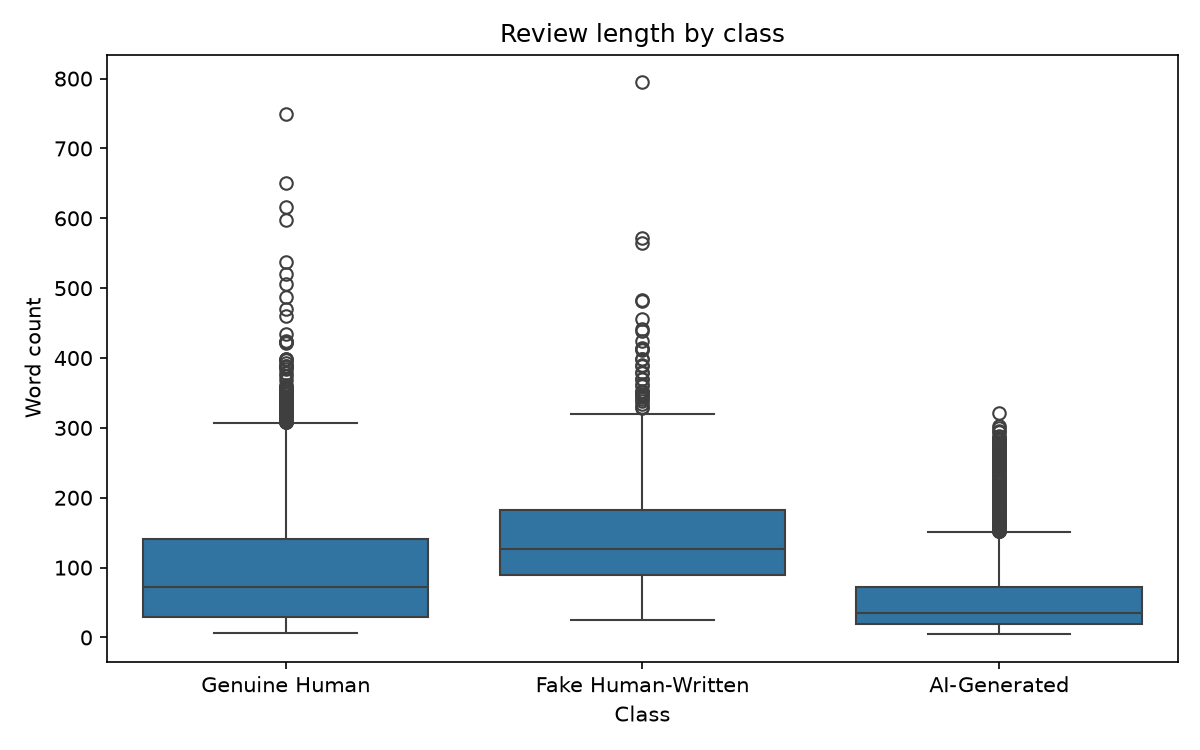 Review length by class
800
700
600
500
400
300
200
100
0
Word count
Genuine Human
Fake Human-Written
AI-Generated
Class